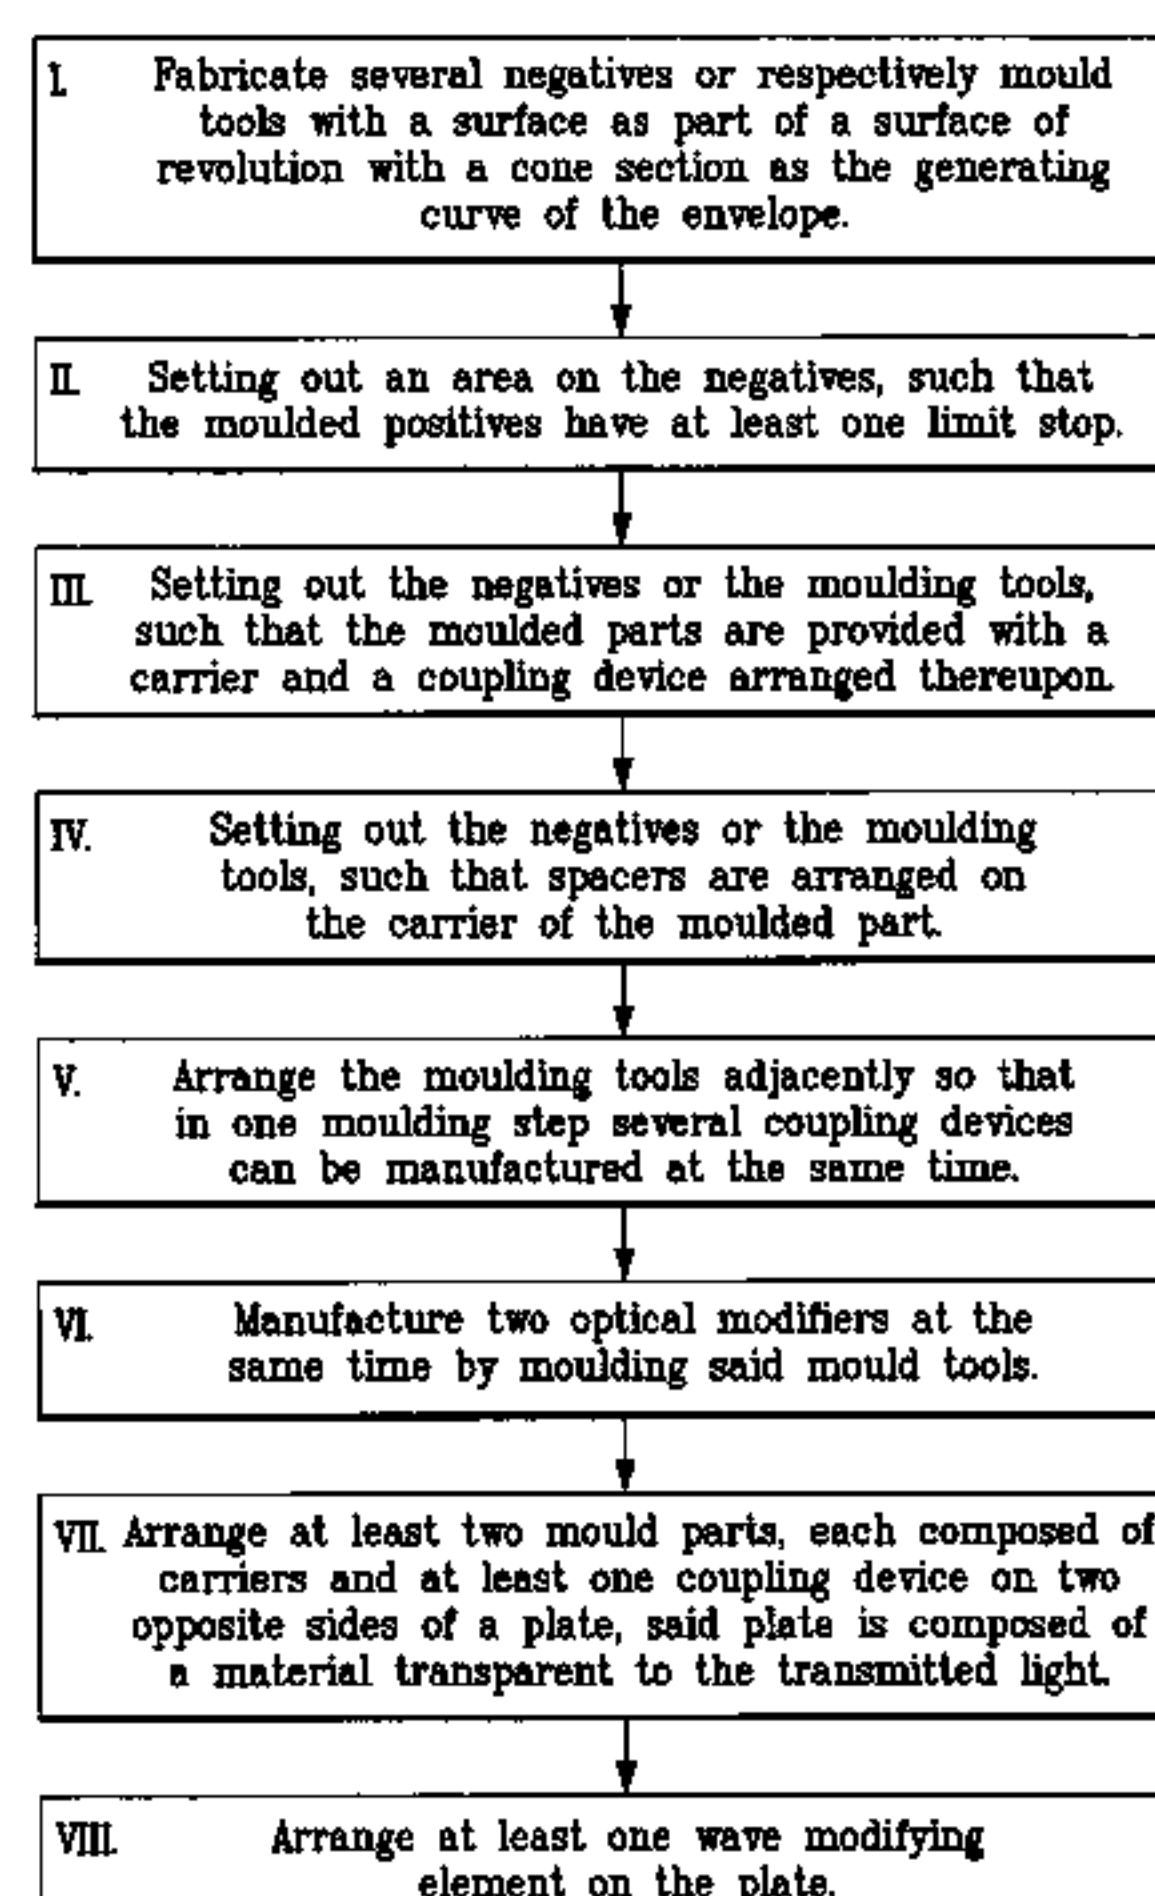 I. Fabricate several negatives or respectively mould
tools with a surface as part of a surface of
revolution with a cone section as the generating
curve of the envelope.
II. Setting out an area on the negatives, such that
the moulded positives have at least one limit stop.
III. Setting out the negatives or the moulding tools,
such that the moulded parts are provided with a
carrier and a coupling device arranged thereupon.
IV. Setting out the negatives or the moulding
tools, such that spacers are arranged on
the carrier of the moulded part.
V. Arrange the moulding tools adjacently so that
in one moulding step several coupling devices
can be manufactured at the same time.
VI. Manufacture two optical modifiers at the
same time by moulding said mould tools.
VII. Arrange at least two mould parts, each composed of
carriers and at least one coupling device on two
opposite sides of a plate, said plate is composed of
a material transparent to the transmitted light.
VIII. Arrange at least one wave modifying
element on the plate.